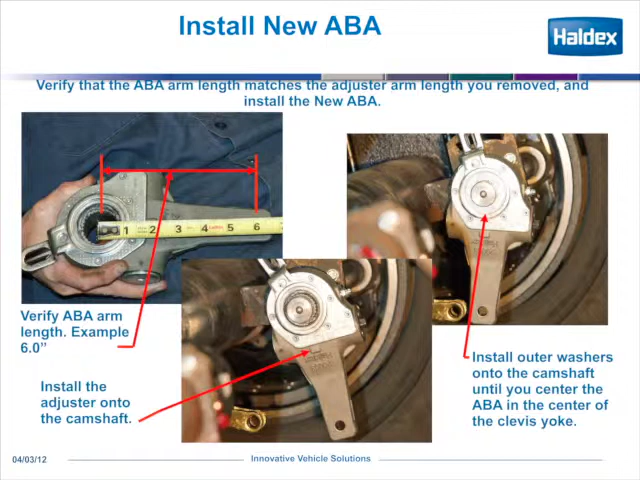 Install New ABA
Haldex
Verify that the ABA arm length matches the adjuster arm length you removed, and
install the New ABA.
1 2 3 4 5 6
Verify ABA arm
length. Example
6.0”
Install the
adjuster onto
the camshaft.
Install outer washers
onto the camshaft
until you center the
ABA in the center of
the clevis yoke.
04/03/12
Innovative Vehicle Solutions